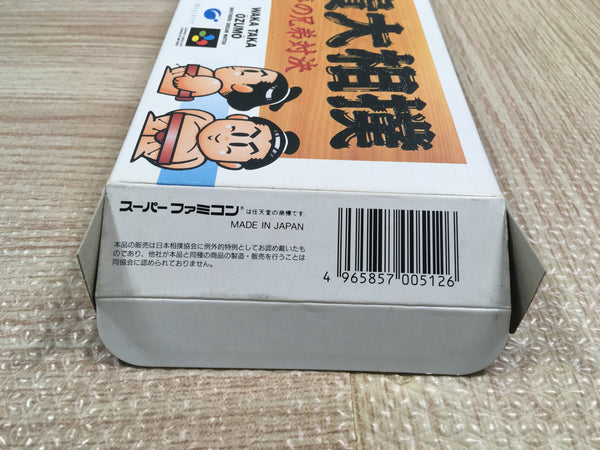 WAKA TAKA
OZUMO
BROTHERS DREAM MATCH
大相撲
の兄弟対決
スーパーファミコン®は任天堂の商標です。
MADE IN JAPAN
本品の販売は日本相撲協会に例外的特例としてお認め戴いたも
のであり、他社が本品と同種の商品の製造・販売を行うことは
同協会に認められておりません。
4 965857 005126